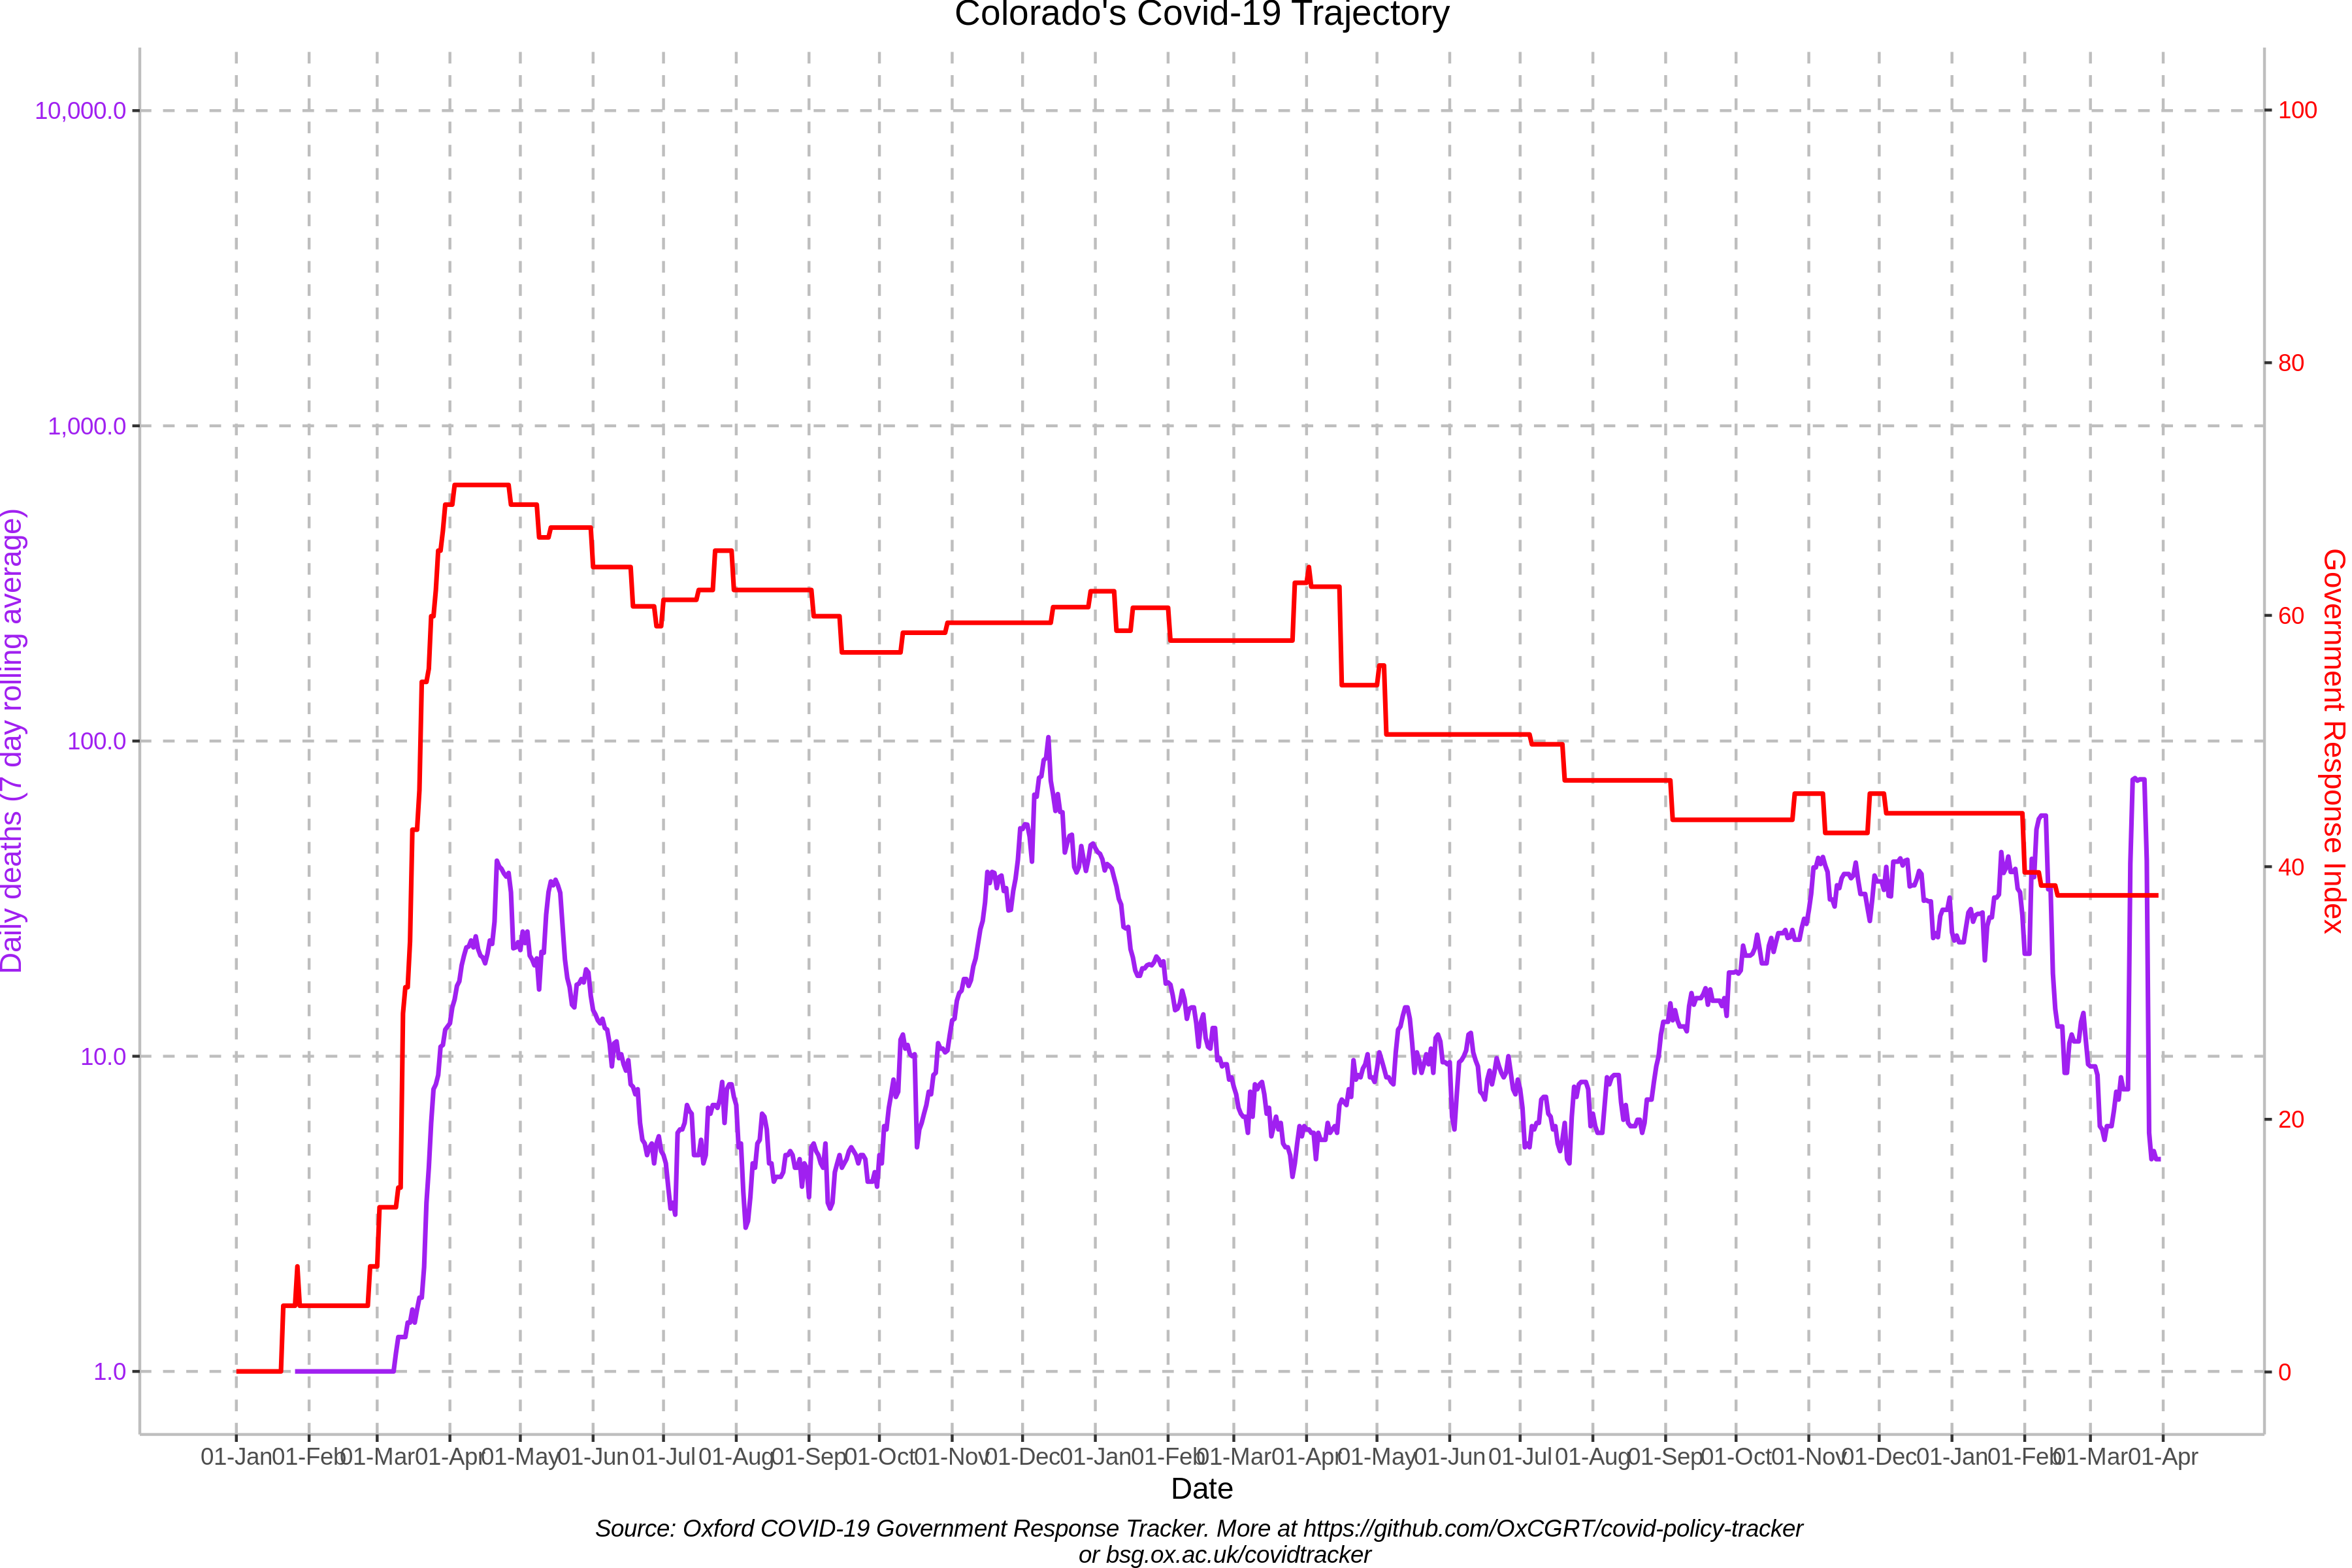 Colorado's Covid-19 Trajectory
Daily deaths (7 day rolling average)
10,000.0
1,000.0
100.0
10.0
1.0
100
80
60
40
20
0
Government Response Index
01-Jan 01-Feb 01-Mar 01-Apr 01-May 01-Jun 01-Jul 01-Aug 01-Sep 01-Oct 01-Nov 01-Dec 01-Jan 01-Feb 01-Mar 01-Apr 01-May 01-Jun 01-Jul 01-Aug 01-Sep 01-Oct 01-Nov 01-Dec 01-Jan 01-Feb 01-Mar 01-Apr
Date
Source: Oxford COVID-19 Government Response Tracker. More at https://github.com/OxCGRT/covid-policy-tracker
or bsg.ox.ac.uk/covidtracker